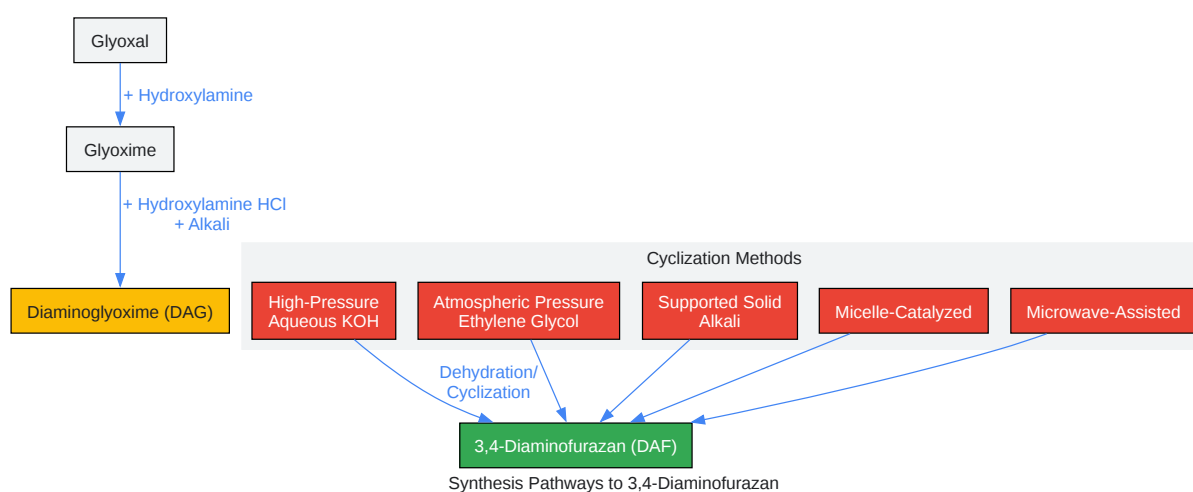 Glyoxal
+ Hydroxylamine
Glyoxime
+ Hydroxylamine HCl
+ Alkali
Diaminoglyoxime (DAG)
Cyclization Methods
High-Pressure
Aqueous KOH
Atmospheric Pressure
Ethylene Glycol
Supported Solid
Alkali
Micelle-Catalyzed
Microwave-Assisted
Dehydration/
Cyclization
3,4-Diaminofurazan (DAF)
Synthesis Pathways to 3,4-Diaminofurazan